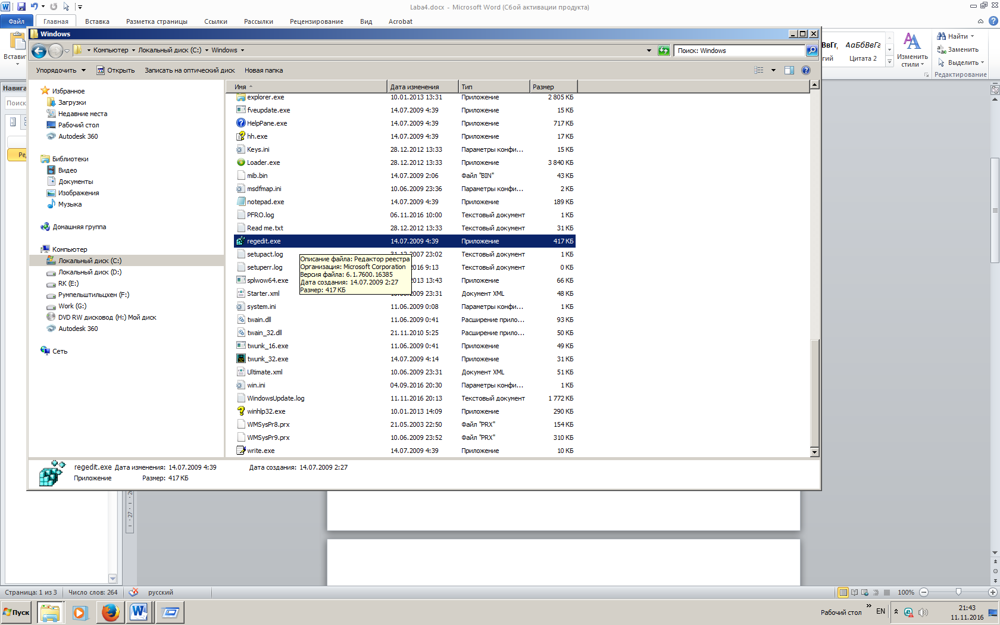 Laba4.docx - Microsoft Word (Сбой активации продукта)
Файл Главная Вставка Разметка страницы Ссылки Рассылки Рецензирование Вид Acrobat
Windows
Компьютер Локальный диск (C:) Windows
Поиск: Windows
Упорядочить Открыть Записать на оптический диск Новая папка
Встави
АаБбВвГг
Цитата 2
Изменить
стили
Найти
Заменить
Выделить
Редактирование
Навига
Поиск
Ре
Избранное
Загрузки
Недавние места
Рабочий стол
Autodesk 360
Библиотеки
Видео
Документы
Изображения
Музыка
Домашняя группа
Компьютер
Локальный диск (C:)
Локальный диск (D:)
RK (E:)
Румпельштильцхен (F:)
Work (G:)
DVD RW дисковод (H:) Мой диск
Autodesk 360
Сеть
Имя Дата изменения Тип Размер
explorer.exe 10.01.2013 13:31 Приложение 2 805 КБ
fveupdate.exe 14.07.2009 4:39 Приложение 15 КБ
HelpPane.exe 14.07.2009 4:39 Приложение 717 КБ
hh.exe 14.07.2009 4:39 Приложение 17 КБ
Keys.ini 28.12.2012 13:33 Параметры конфи... 15 КБ
Loader.exe 28.12.2012 13:33 Приложение 3 840 КБ
mib.bin 14.07.2009 2:06 Файл "BIN" 43 КБ
msdfmap.ini 10.06.2009 23:36 Параметры конфи... 2 КБ
notepad.exe 14.07.2009 4:39 Приложение 189 КБ
PFRO.log 06.11.2016 10:00 Текстовый документ 1 КБ
Read me.txt 28.12.2012 13:33 Текстовый документ 31 КБ
regedit.exe 14.07.2009 4:39 Приложение 417 КБ
setupact.log 31.12.2007 23:02 Текстовый документ 1 КБ
setuperr.log 2016 9:13 Текстовый документ 0 КБ
splwow64.exe 2013 13:43 Приложение 66 КБ
Starter.xml 10.06.2009 23:31 Документ XML 48 КБ
system.ini 11.06.2009 0:08 Параметры конфи... 1 КБ
twain.dll 11.06.2009 0:41 Расширение прило... 93 КБ
twain_32.dll 21.11.2010 5:25 Расширение прило... 50 КБ
twunk_16.exe 11.06.2009 0:41 Приложение 49 КБ
twunk_32.exe 14.07.2009 4:14 Приложение 31 КБ
Ultimate.xml 10.06.2009 23:31 Документ XML 51 КБ
win.ini 04.09.2016 20:30 Параметры конфи... 1 КБ
WindowsUpdate.log 11.11.2016 20:13 Текстовый документ 1 772 КБ
winhlp32.exe 10.01.2013 14:09 Приложение 290 КБ
WMSysPr8.prx 21.05.2003 22:50 Файл "PRX" 154 КБ
WMSysPr9.prx 10.06.2009 23:52 Файл "PRX" 310 КБ
write.exe 14.07.2009 4:39 Приложение 10 КБ
Описание файла: Редактор реестра
Организация: Microsoft Corporation
Версия файла: 6.1.7600.16385
Дата создания: 14.07.2009 2:27
Размер: 417 КБ
regedit.exe Дата изменения: 14.07.2009 4:39 Дата создания: 14.07.2009 2:27
Приложение Размер: 417 КБ
27
Страница: 1 из 3 Число слов: 264 русский 100%
Пуск Рабочий стол EN 21:43
11.11.2016